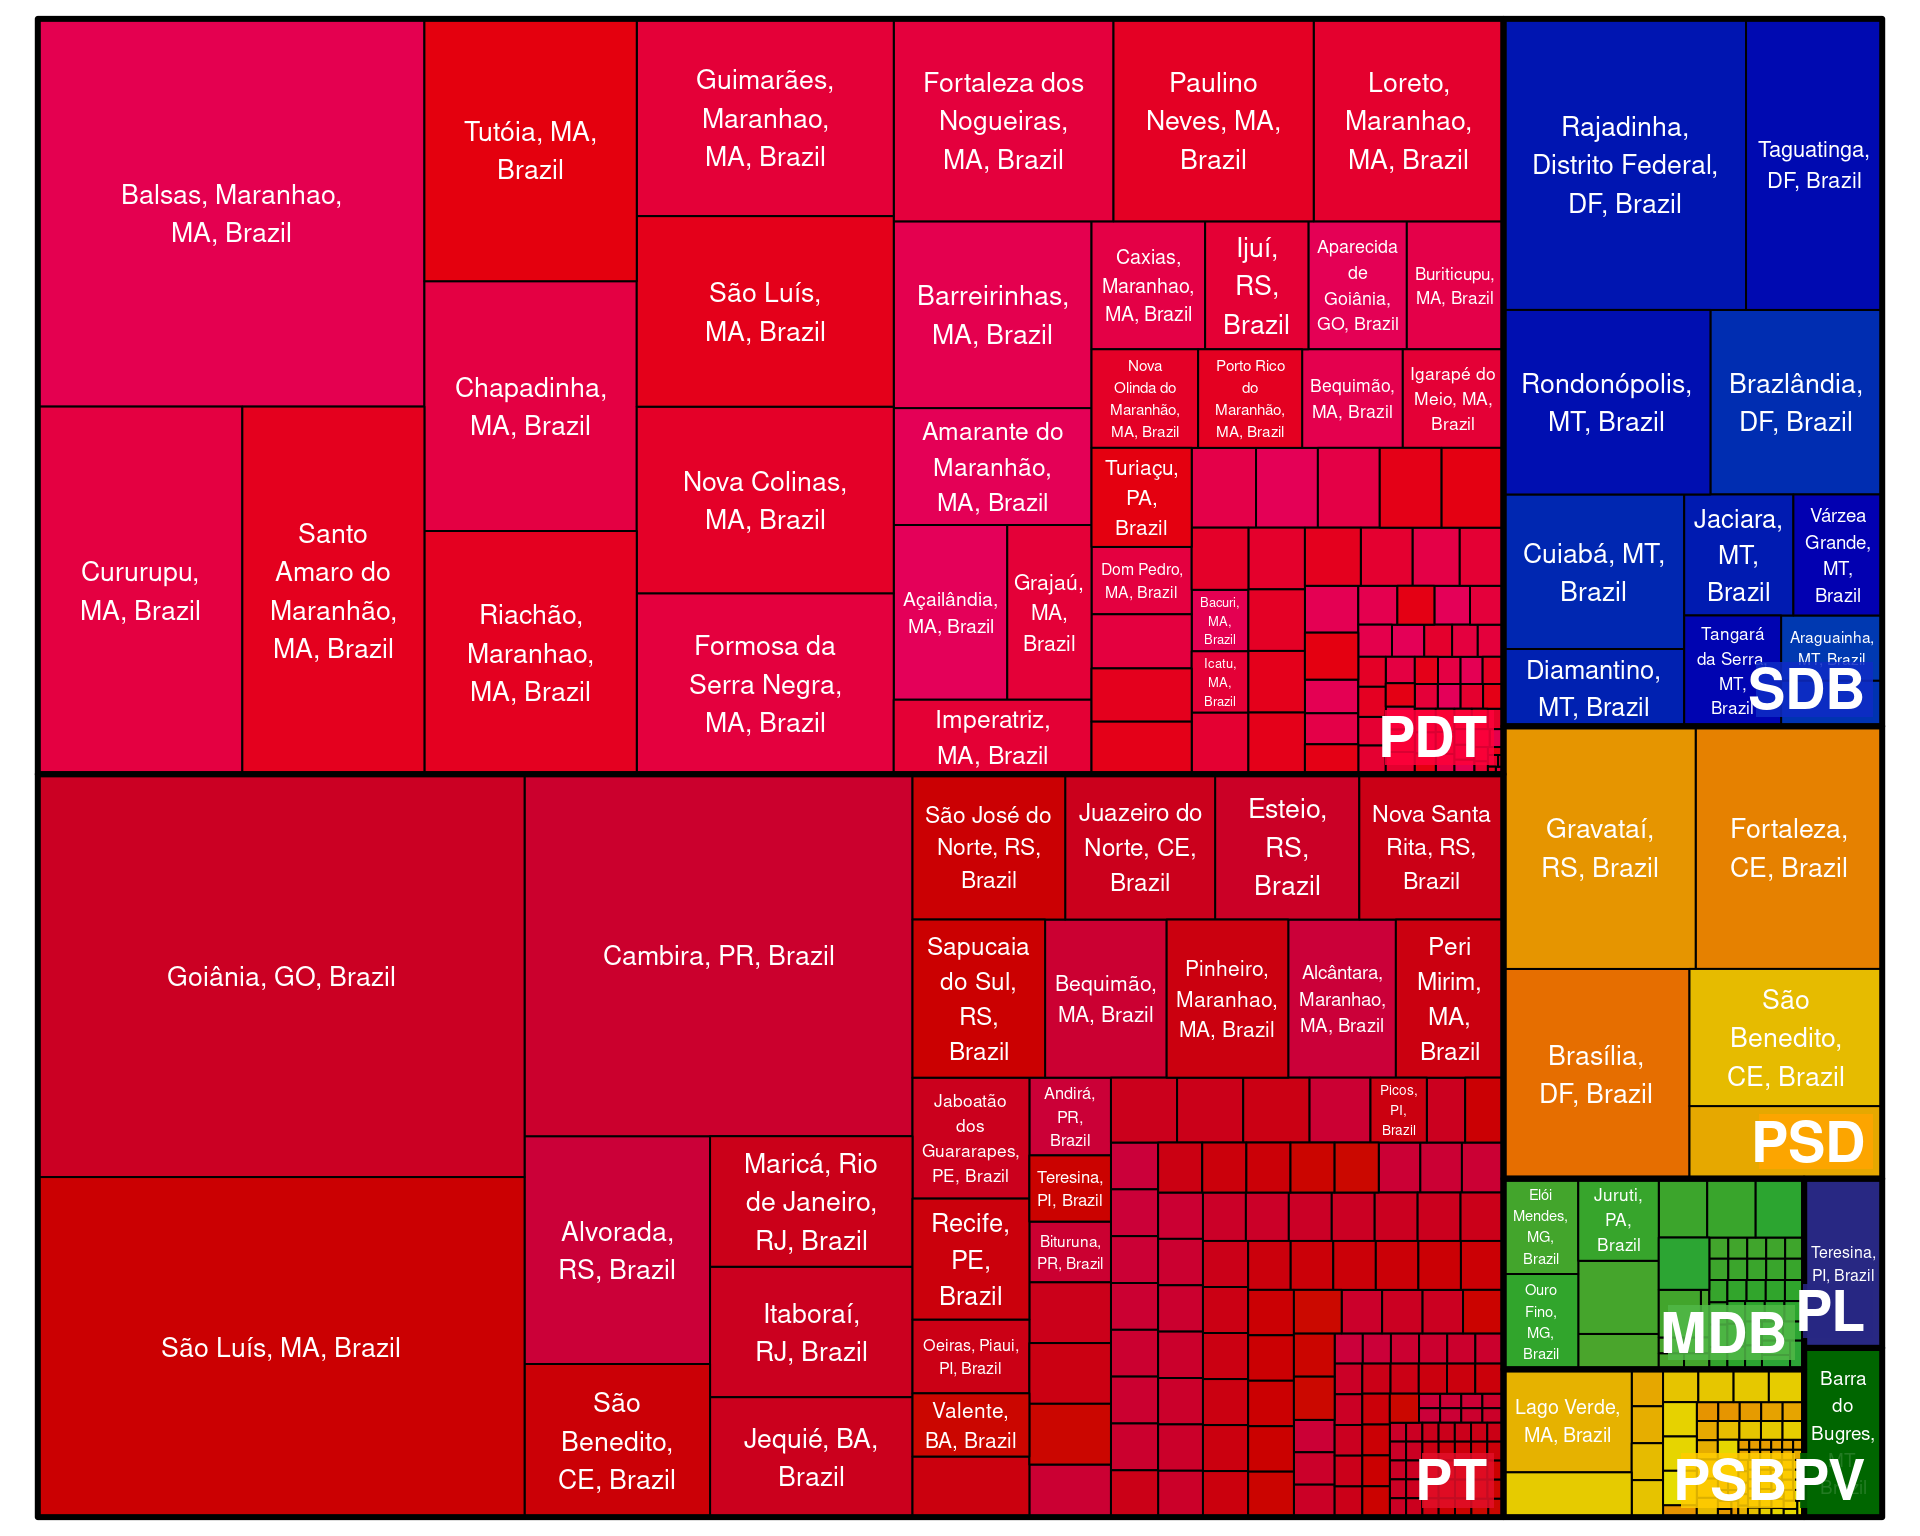 Balsas, Maranhao,
MA, Brazil
Tutóia, MA,
Brazil
Guimarães,
Maranhao,
MA, Brazil
Fortaleza dos
Nogueiras,
MA, Brazil
Paulino
Neves, MA,
Brazil
Loreto,
Maranhao,
MA, Brazil
São Luís,
MA, Brazil
Chapadinha,
MA, Brazil
Cururupu,
MA, Brazil
Santo
Amaro do
Maranhão,
MA, Brazil
Riachão,
Maranhao,
MA, Brazil
Nova Colinas,
MA, Brazil
Formosa da
Serra Negra,
MA, Brazil
Barreirinhas,
MA, Brazil
Amarante do
Maranhão,
MA, Brazil
Açailândia,
MA, Brazil
Grajaú,
MA,
Brazil
Imperatriz,
MA, Brazil
Caxias,
Maranhao,
MA, Brazil
Ijuí,
RS,
Brazil
Aparecida
de
Goiânia,
GO, Brazil
Buriticupu,
MA, Brazil
Nova
Olinda do
Maranhão,
MA, Brazil
Porto Rico
do
Maranhão,
MA, Brazil
Bequimão,
MA, Brazil
Igarapé do
Meio, MA,
Brazil
Turiaçu,
PA,
Brazil
Dom Pedro,
MA, Brazil
Bacuri,
MA,
Brazil
Icatu,
MA,
Brazil
PDT
Rajadinha,
Distrito Federal,
DF, Brazil
Taguatinga,
DF, Brazil
Rondonópolis,
MT, Brazil
Brazlândia,
DF, Brazil
Cuiabá, MT,
Brazil
Jaciara,
MT,
Brazil
Várzea
Grande,
MT,
Brazil
Diamantino,
MT, Brazil
Tangará
da Serra,
MT,
Brazil
Araguainha,
MT, Brazil
SDB
Goiânia, GO, Brazil
São Luís, MA, Brazil
Cambira, PR, Brazil
Alvorada,
RS, Brazil
São
Benedito,
CE, Brazil
Maricá, Rio
de Janeiro,
RJ, Brazil
Itaboraí,
RJ, Brazil
Jequié, BA,
Brazil
São José do
Norte, RS,
Brazil
Juazeiro do
Norte, CE,
Brazil
Esteio,
RS,
Brazil
Nova Santa
Rita, RS,
Brazil
Sapucaia
do Sul,
RS,
Brazil
Bequimão,
MA, Brazil
Pinheiro,
Maranhao,
MA, Brazil
Alcântara,
Maranhao,
MA, Brazil
Peri
Mirim,
MA,
Brazil
Jaboatão
dos
Guararapes,
PE, Brazil
Recife,
PE,
Brazil
Oeiras, Piaui,
PI, Brazil
Valente,
BA, Brazil
Andirá,
PR,
Brazil
Teresina,
PI, Brazil
Bituruna,
PR, Brazil
Picos,
PI,
Brazil
PT
Gravataí,
RS, Brazil
Fortaleza,
CE, Brazil
Brasília,
DF, Brazil
São
Benedito,
CE, Brazil
PSD
Elói
Mendes,
MG,
Brazil
Juruti,
PA,
Brazil
Ouro
Fino,
MG,
Brazil
MDB
Teresina,
PI, Brazil
PL
Lago Verde,
MA, Brazil
PSB
Barra
do
Bugres,
MT,
Brazil
PV